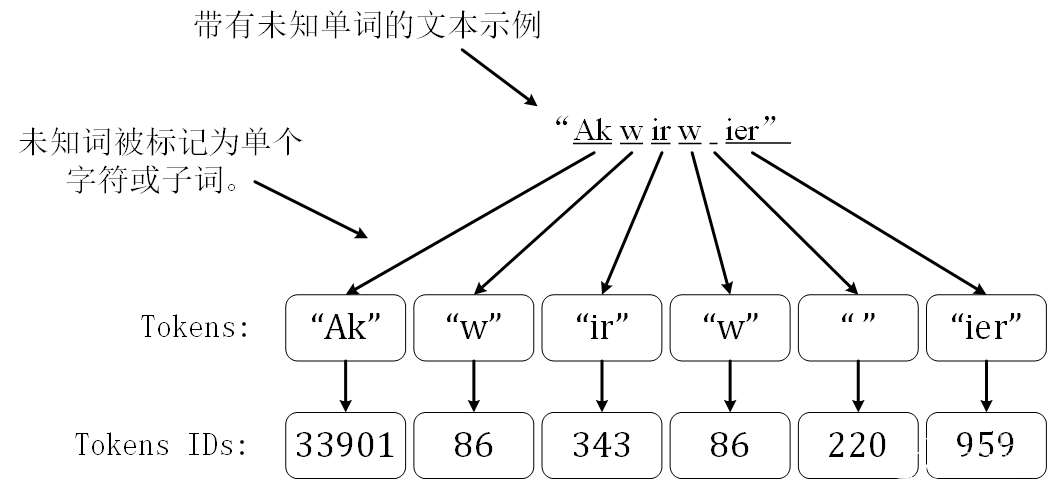 带有未知单词的文本示例
“Ak w ir w ier”
未知词被标记为单个
字符或子词。
Tokens: “Ak” “w” “ir” “w” “ ” “ier”
Tokens IDs: 33901 86 343 86 220 959